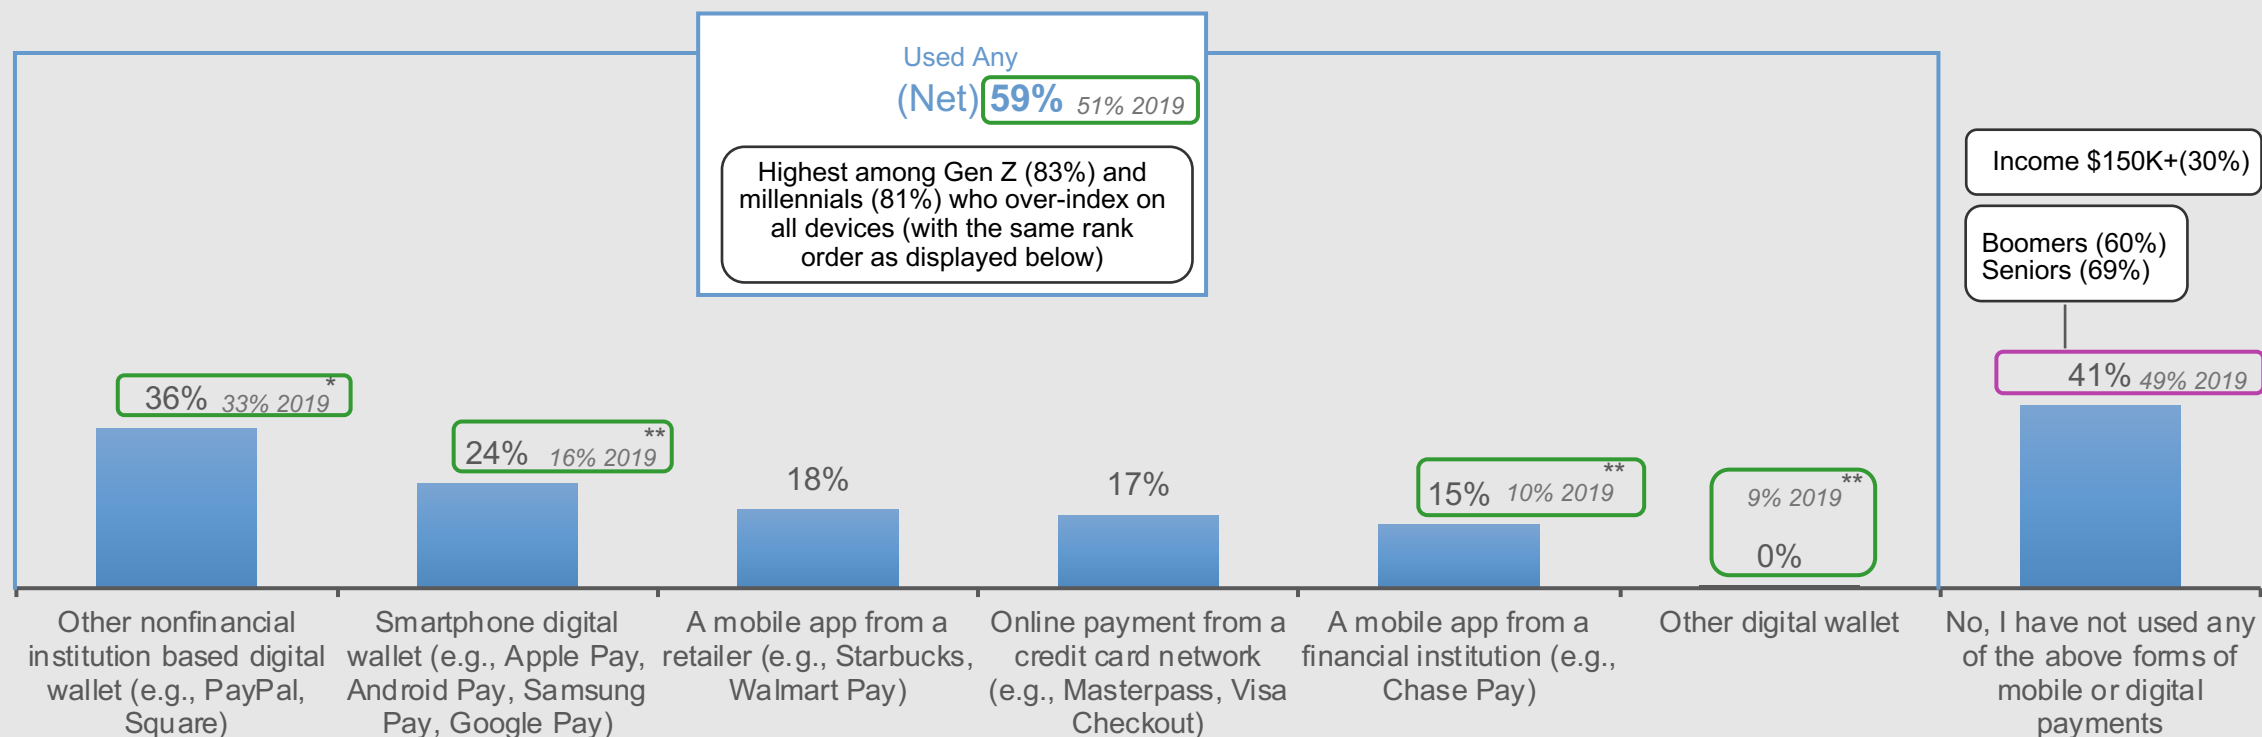 Used Any
(Net) 59% 51% 2019
Highest among Gen Z (83%) and
millennials (81%) who over-index on
all devices (with the same rank
order as displayed below)
Income $150K+(30%)
Boomers (60%)
Seniors (69%)
36% 33% 2019 *
24% 16% 2019 **
18%
17%
15% 10% 2019 **
9% 2019 **
0%
41% 49% 2019
Other nonfinancial
institution based digital
wallet (e.g., PayPal,
Square)
Smartphone digital
wallet (e.g., Apple Pay,
Android Pay, Samsung
Pay, Google Pay)
A mobile app from a
retailer (e.g., Starbucks,
Walmart Pay)
Online payment from a
credit card network
(e.g., Masterpass, Visa
Checkout)
A mobile app from a
financial institution (e.g.,
Chase Pay)
Other digital wallet
No, I have not used any
of the above forms of
mobile or digital
payments